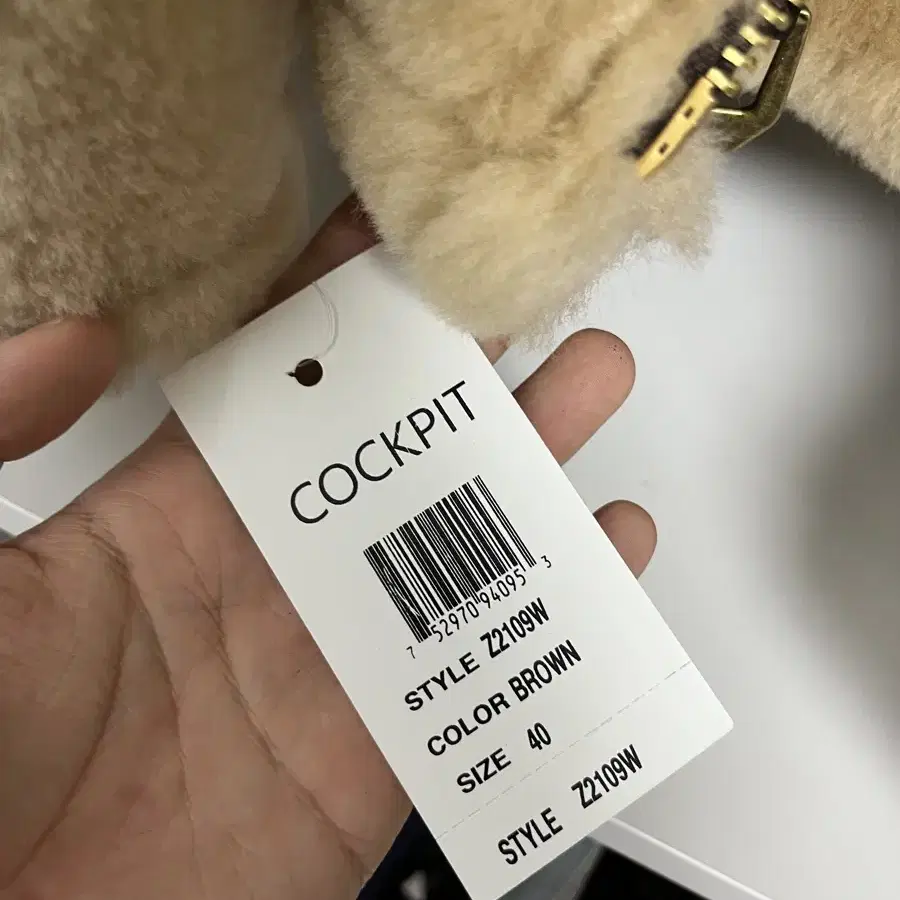 COCKPIT
7 52970 94095 3
STYLE Z2109W
COLOR BROWN
SIZE 40
STYLE Z2109W